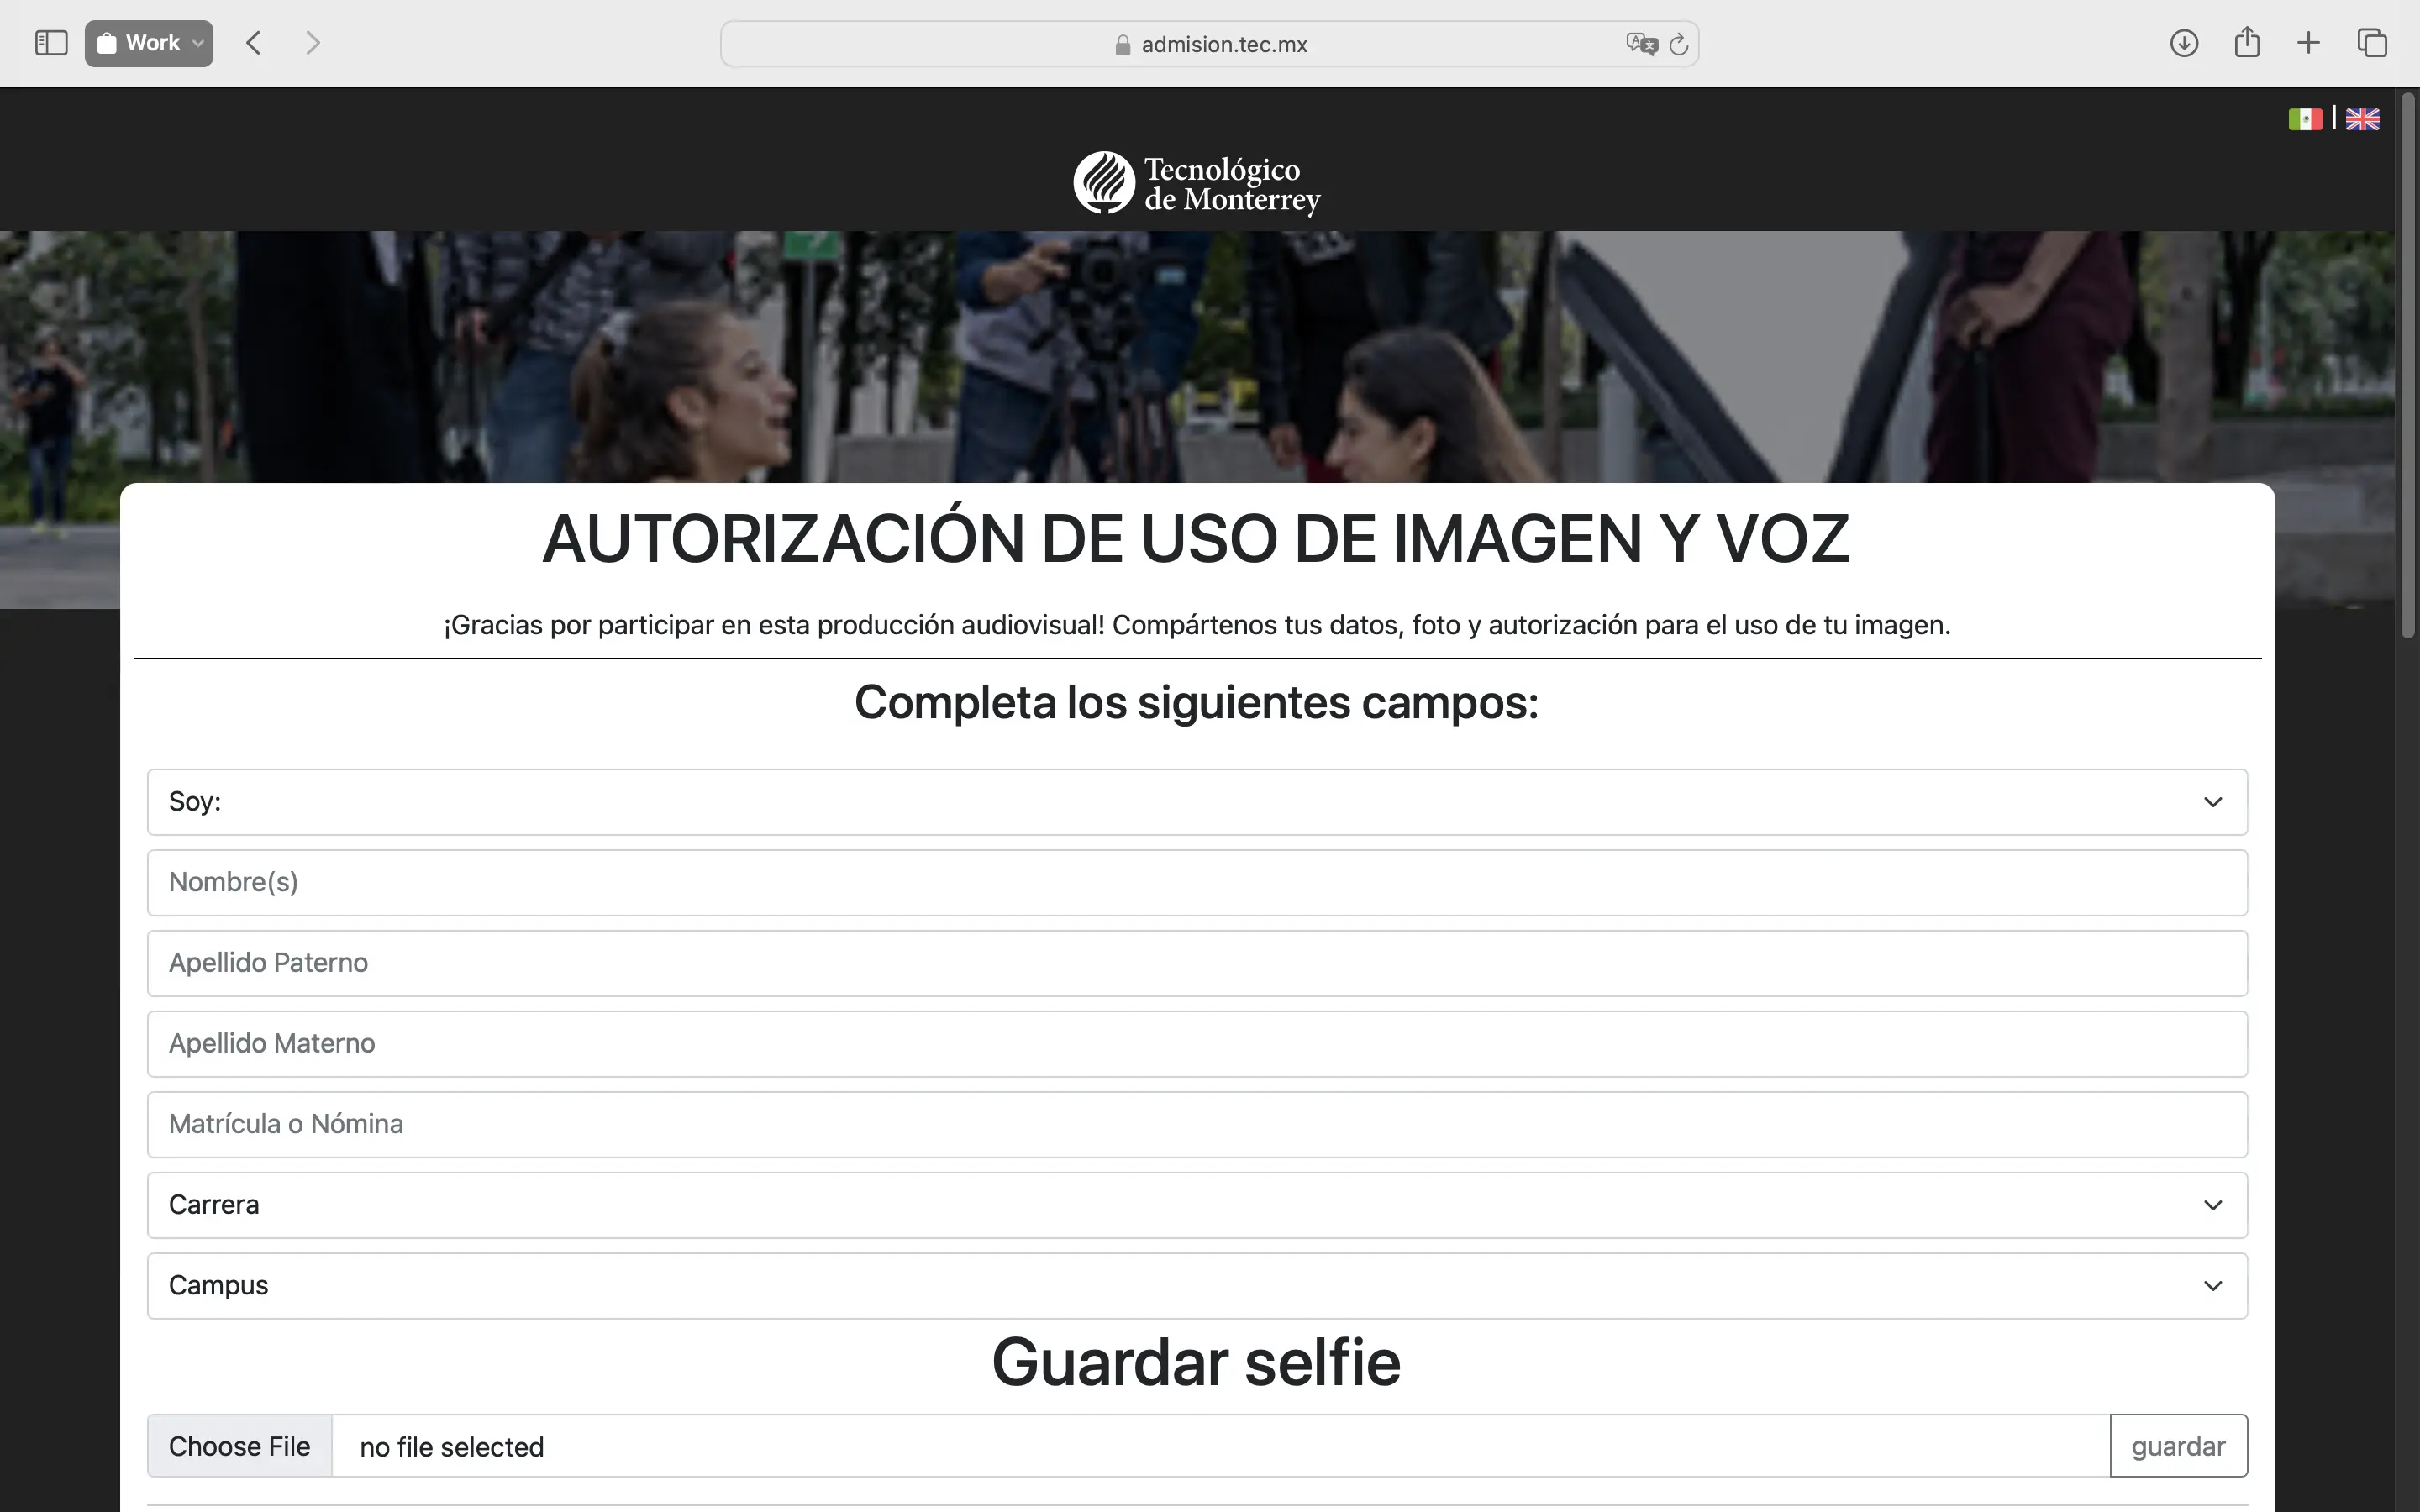 Work
admision.tec.mx
Tecnológico
de Monterrey
AUTORIZACIÓN DE USO DE IMAGEN Y VOZ
¡Gracias por participar en esta producción audiovisual! Compártenos tus datos, foto y autorización para el uso de tu imagen.
Completa los siguientes campos:
Soy:
Nombre(s)
Apellido Paterno
Apellido Materno
Matrícula o Nómina
Carrera
Campus
Guardar selfie
Choose File no file selected guardar